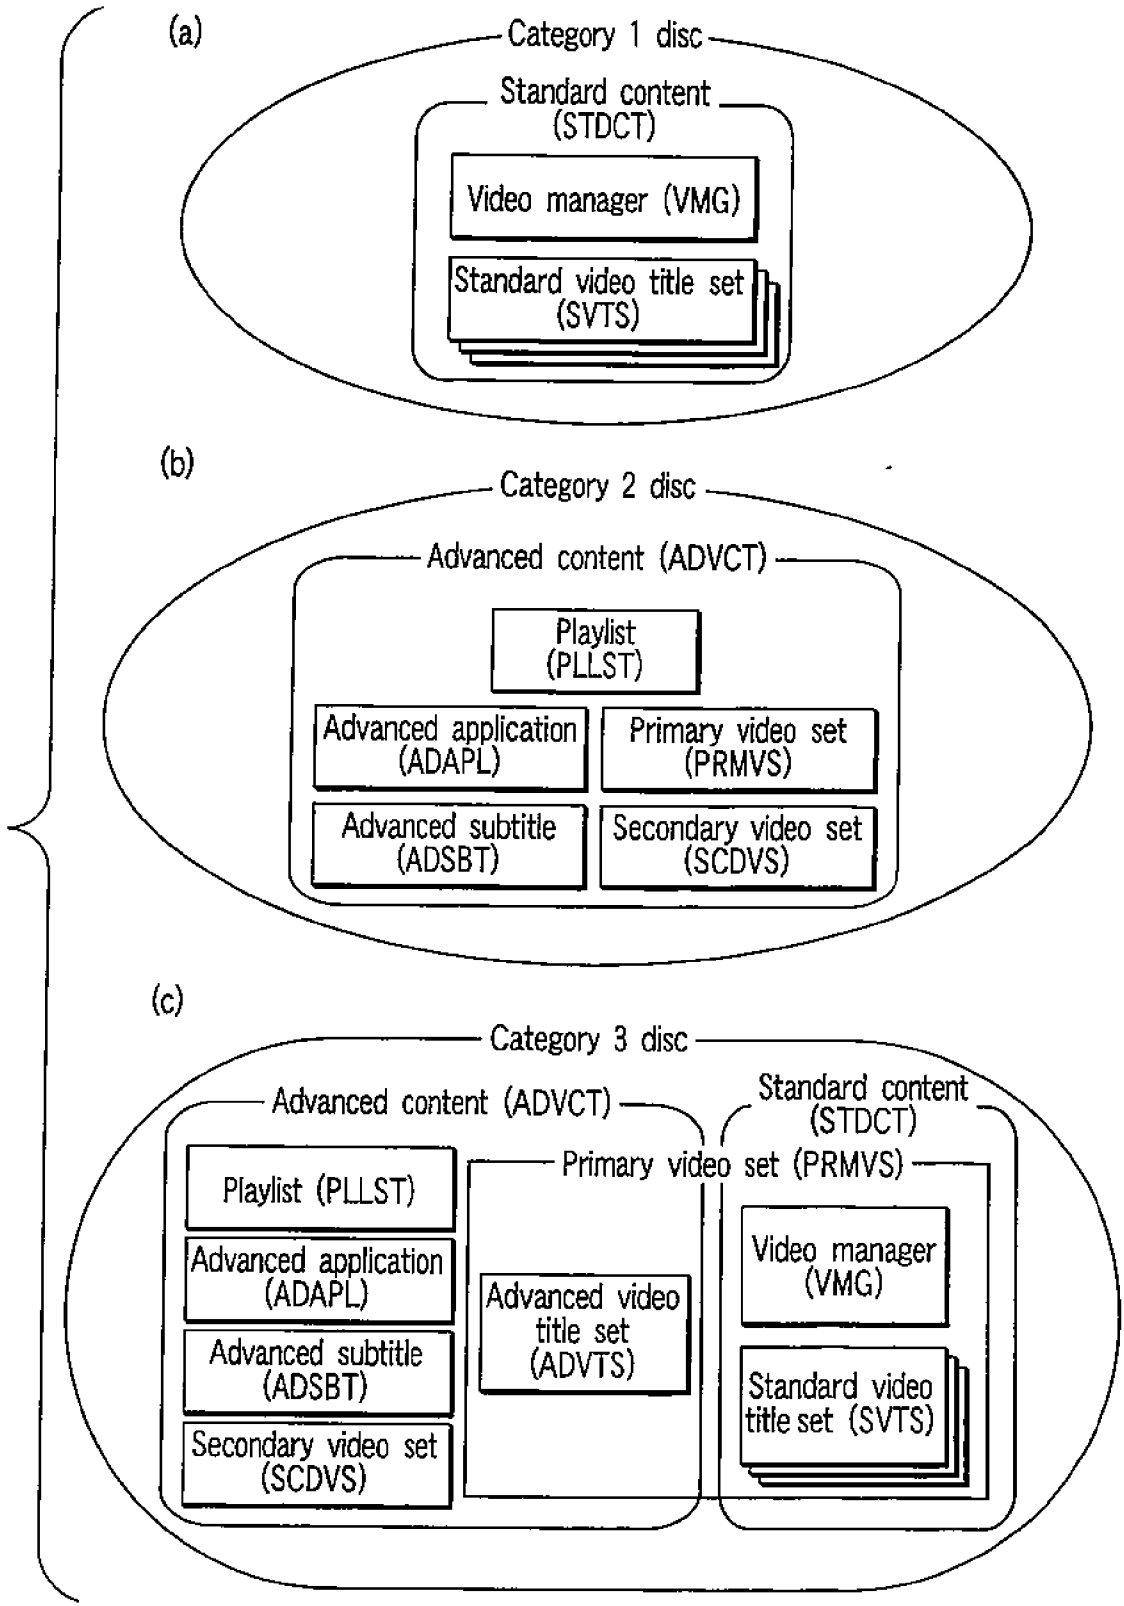 (a)
Category 1 disc
Standard content
(STDCT)
Video manager (VMG)
Standard video title set
(SVTS)
(b)
Category 2 disc
Advanced content (ADVCT)
Playlist
(PLLST)
Advanced application
(ADAPL)
Primary video set
(PRMVS)
Advanced subtitle
(ADSBT)
Secondary video set
(SCDVS)
(c)
Category 3 disc
Advanced content (ADVCT)
Standard content
(STDCT)
Primary video set (PRMVS)
Playlist (PLLST)
Advanced application
(ADAPL)
Advanced subtitle
(ADSBT)
Secondary video set
(SCDVS)
Advanced video
title set
(ADVTS)
Video manager
(VMG)
Standard video
title set (SVTS)